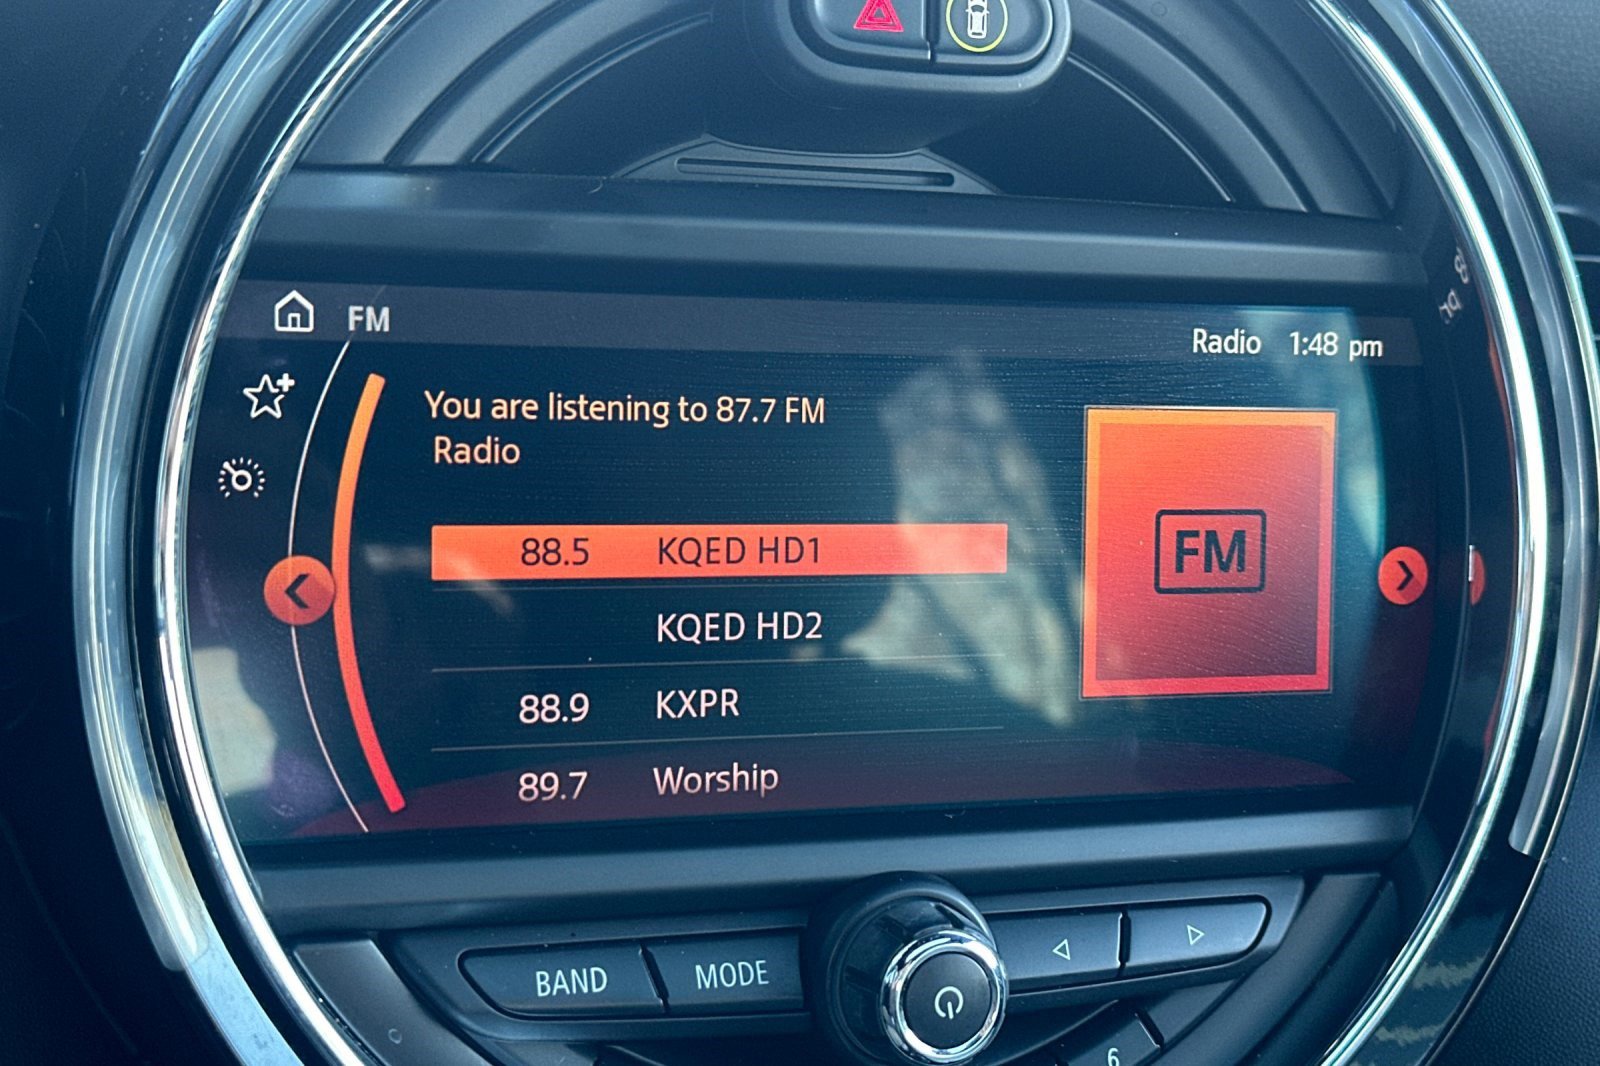 FM
Radio 1:48 pm
You are listening to 87.7 FM
Radio
88.5 KQED HD1
KQED HD2
88.9 KXPR
89.7 Worship
FM
BAND MODE
6